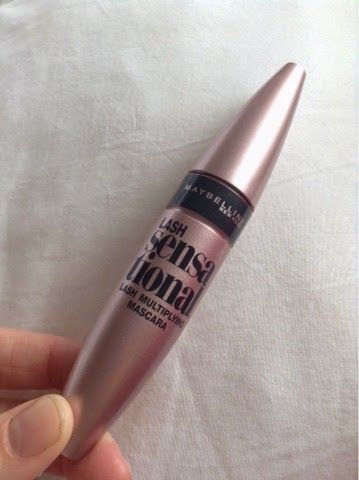 MAYBELLINE
NEW YORK
LASH
sensa
tional
LASH MULTIPLYING
MASCARA